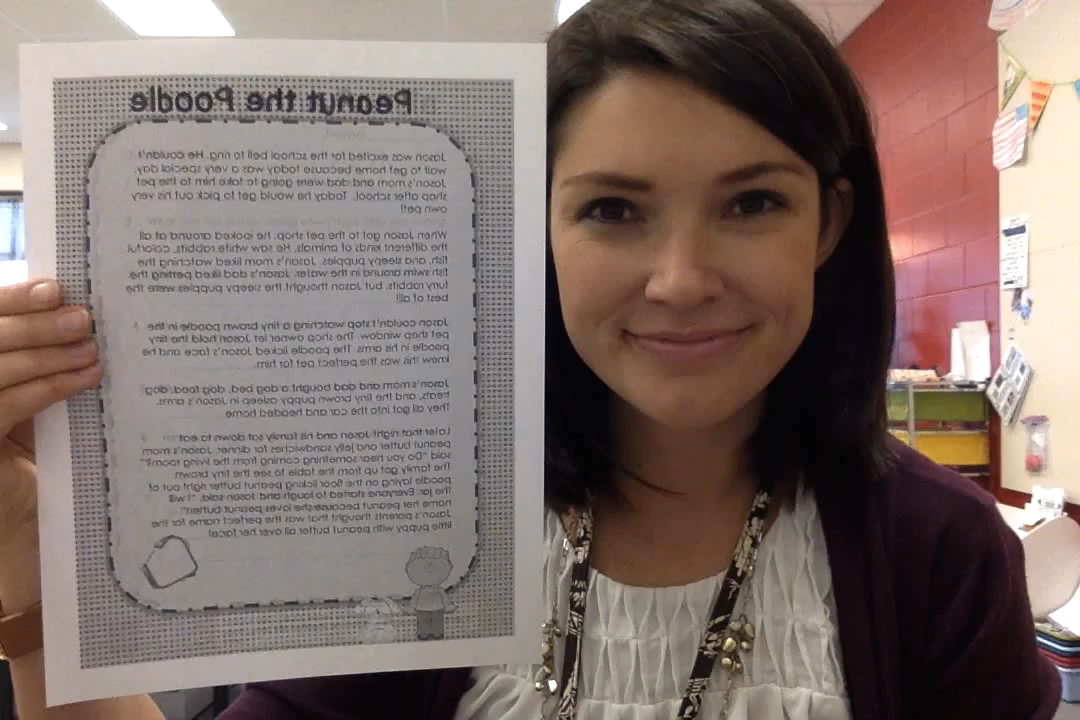 Peanut the Poodle
Jason was excited for the school bell to ring. He couldn't
wait to get home because today was a very special day.
Jason's mom and dad were going to take him to the pet
shop after school. Today he would get to pick out his very
own pet!
When Jason got to the pet shop, he looked around at all
the different kinds of animals. He saw white rabbits, colorful
fish, and sleepy puppies. Jason's mom liked watching the
fish swim around in the water. Jason's dad liked petting the
furry rabbits, but Jason thought the sleepy puppies were the
best of all!
Jason couldn't stop watching a tiny brown poodle in the
pet shop window. The shop owner let Jason hold the tiny
poodle in his arms. The poodle licked Jason's face and he
knew this was the perfect pet for him.
Jason's mom and dad bought a dog bed, dog food, dog
treats, and the tiny brown puppy asleep in Jason's arms.
They all got into the car and headed home.
Later that night Jason and his family sat down to eat
peanut butter and jelly sandwiches for dinner. Jason's mom
said "Do you hear something coming from the living room?"
The family got up from the table to see the tiny brown
poodle laying on the floor licking peanut butter right out of
the jar. Everyone started to laugh and Jason said, "I will
name her Peanut because she loves peanut butter!"
Jason's parents thought that was the perfect name for the
little puppy with peanut butter all over her face!